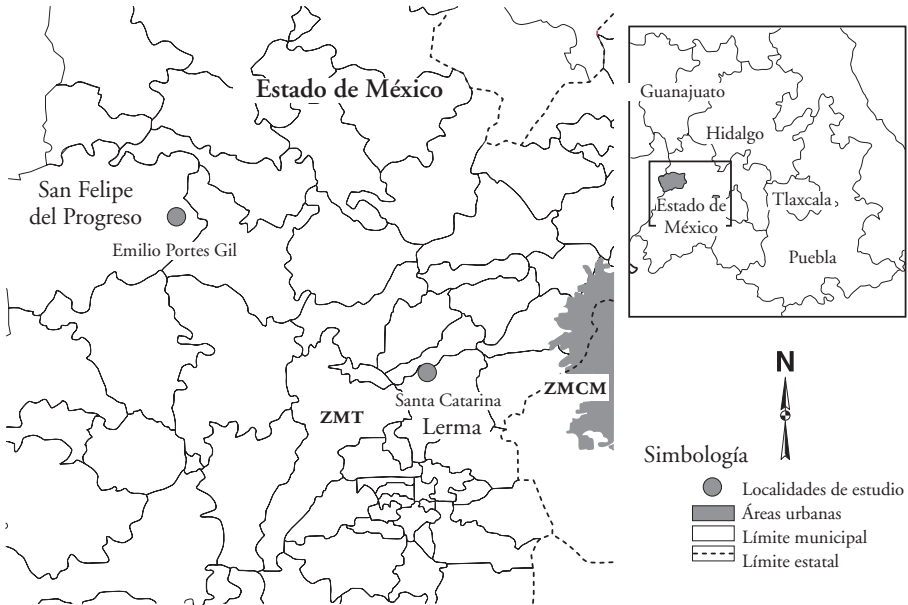 Estado de México
San Felipe
del Progreso
Emilio Portes Gil
ZMCM
Santa Catarina
ZMT
Lerma
Guanajuato
Hidalgo
Tlaxcala
Estado de
México
Puebla
N
Simbología
Localidades de estudio
Áreas urbanas
Límite municipal
Límite estatal